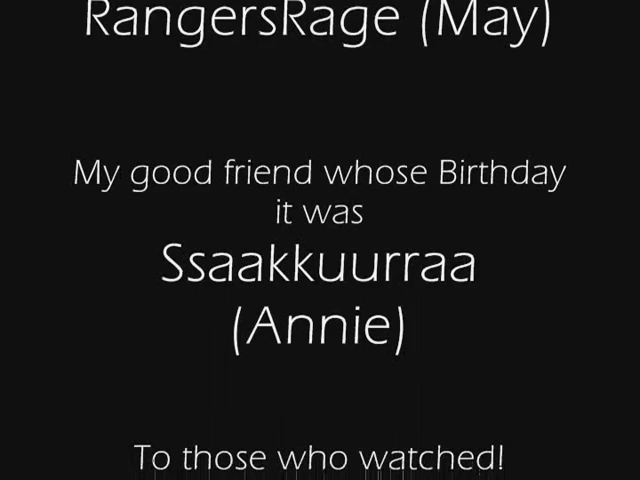 RangersRage (May)
My good friend whose Birthday
it was
Ssaakkuurraa
(Annie)
To those who watched!